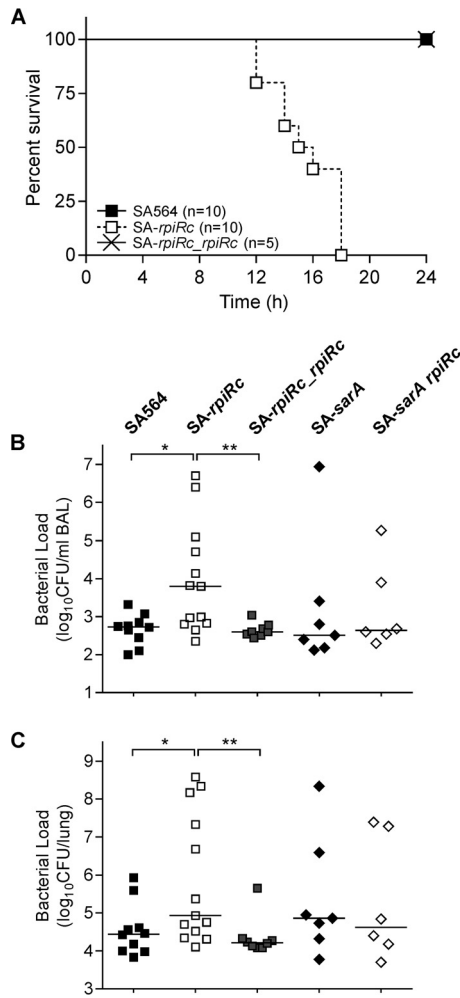 A
Percent survival
100
75
50
25
0
SA564 (n=10)
SA-rpiRc (n=10)
SA-rpiRc_rpiRc (n=5)
0 4 8 12 16 20 24
Time (h)
SA564
SA-rpiRc
SA-rpiRc_rpiRc
SA-sarA
SA-sarA rpiRc
B
* **
Bacterial Load
(log10CFU/ml BAL)
7
6
5
4
3
2
1
C
* **
Bacterial Load
(log10CFU/lung)
9
8
7
6
5
4
3